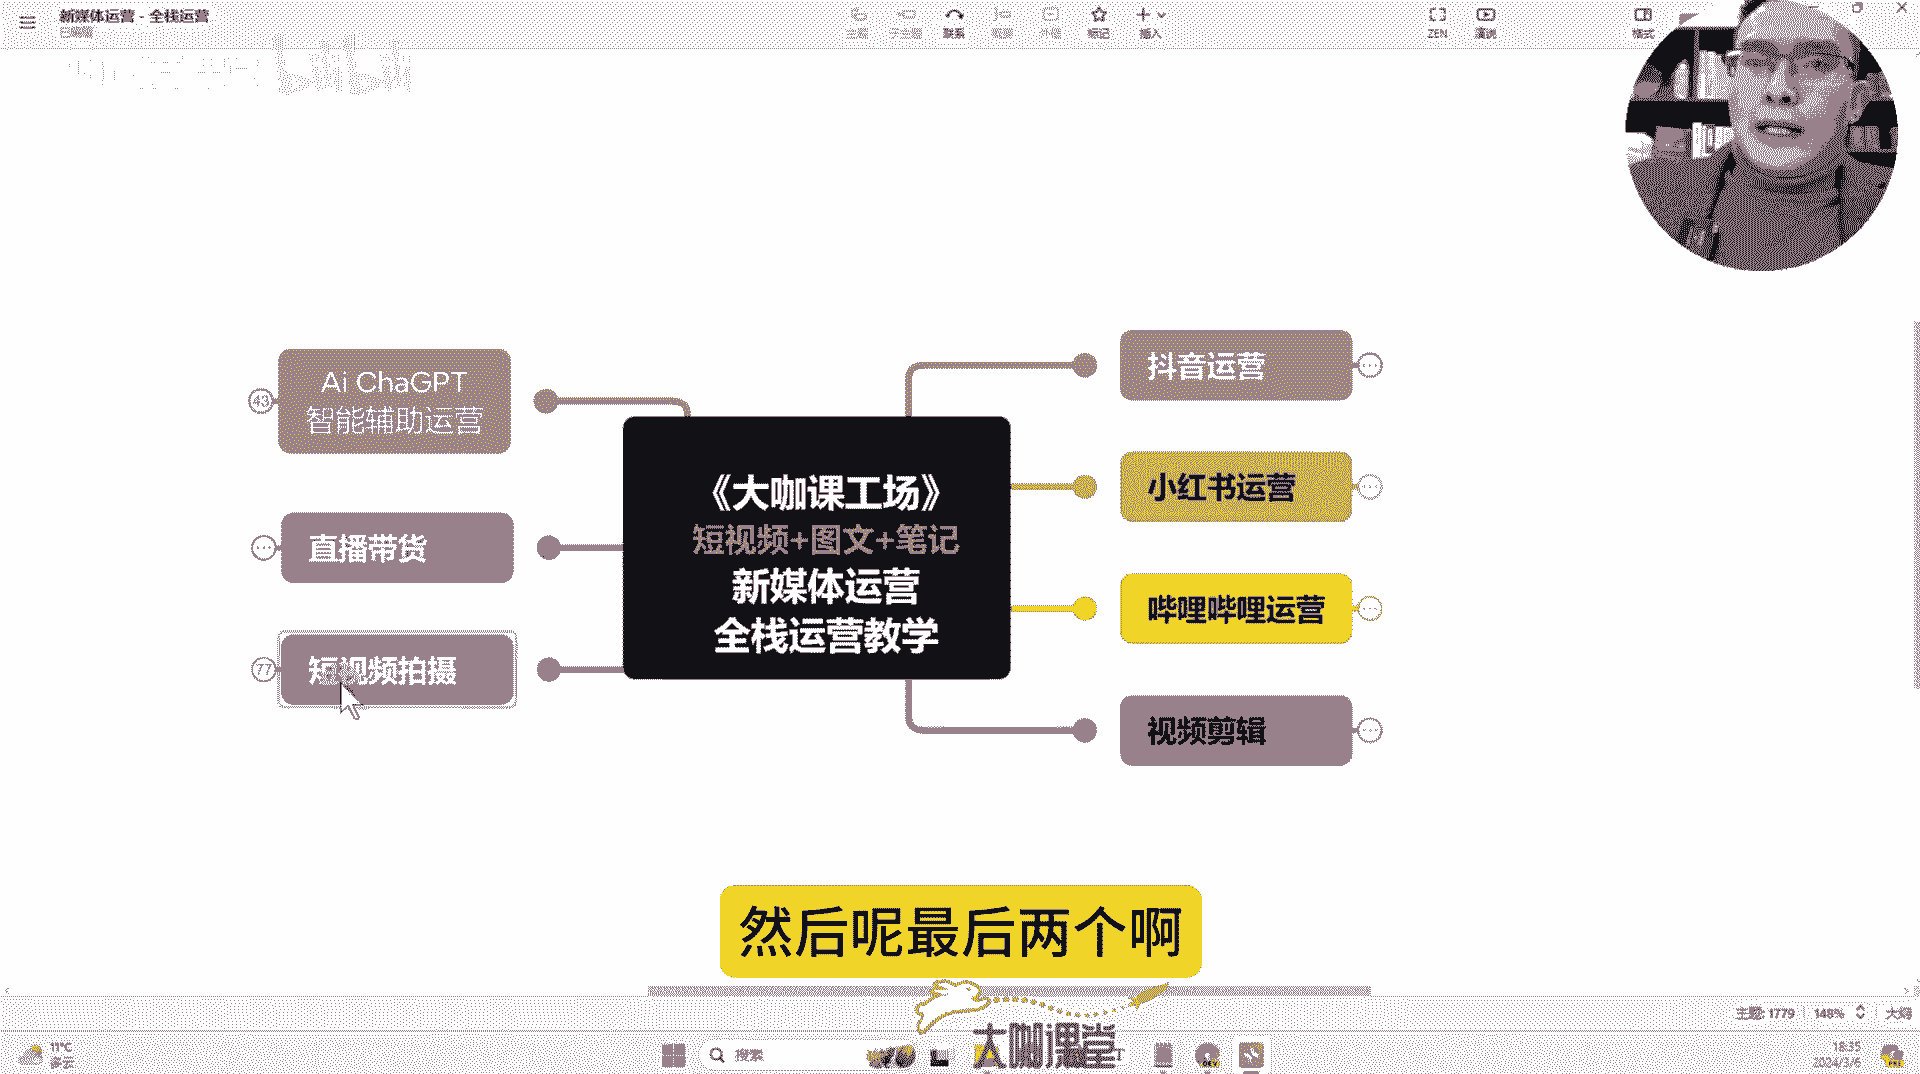 新媒体运营 - 全栈运营
已编辑
主题
子主题
联系
概要
外框
标记
插入
ZEN
演说
格式
Ai ChaGPT
智能辅助运营
43
直播带货
短视频拍摄
77
《大咖课工场》
短视频+图文+笔记
新媒体运营
全栈运营教学
抖音运营
小红书运营
哔哩哔哩运营
视频剪辑
然后呢最后两个啊
主题: 1779
148%
大纲
11°C
多云
搜索
大咖课堂
18:35
2024/3/6